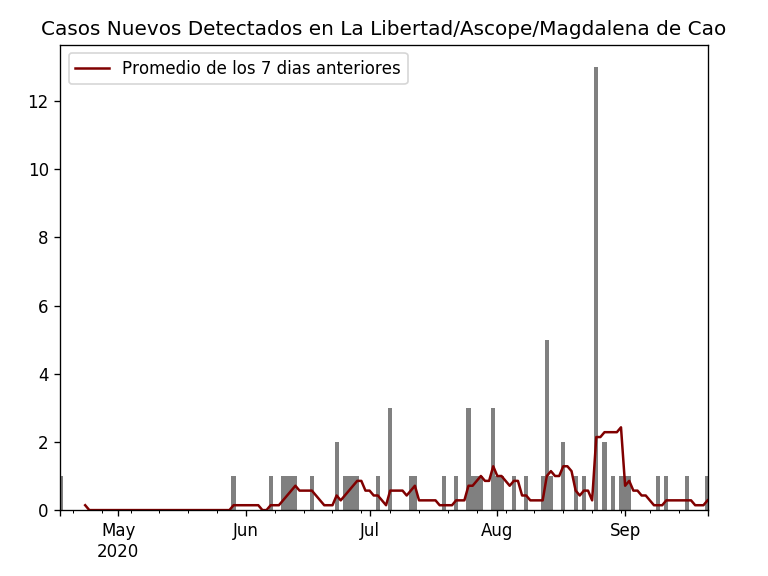 Casos Nuevos Detectados en La Libertad/Ascope/Magdalena de Cao
Promedio de los 7 dias anteriores
12
10
8
6
4
2
0
May Jun Jul Aug Sep
2020